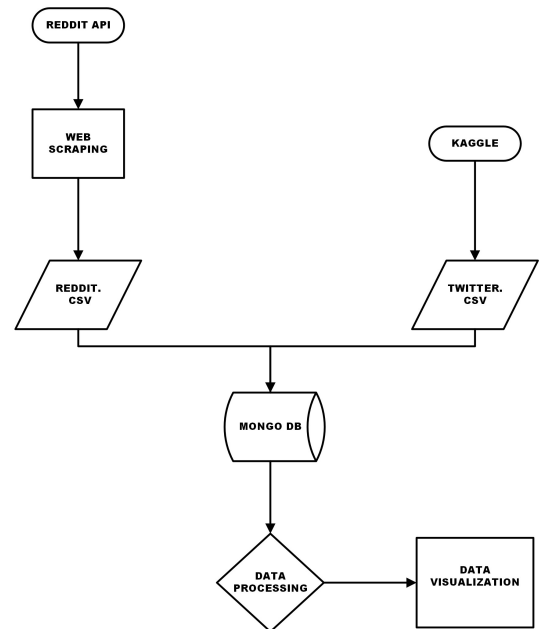 REDDIT API
WEB
SCRAPING
KAGGLE
REDDIT.
CSV
TWITTER.
CSV
MONGO DB
DATA
PROCESSING
DATA
VISUALIZATION